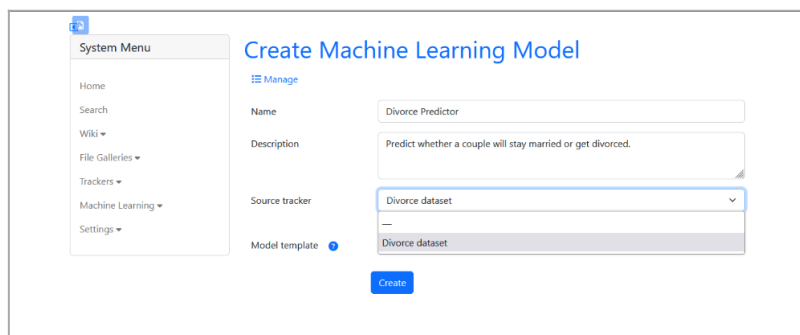 System Menu
Home
Search
Wiki
File Galleries
Trackers
Machine Learning
Settings
Create Machine Learning Model
Manage
Name
Divorce Predictor
Description
Predict whether a couple will stay married or get divorced.
Source tracker
Divorce dataset
—
Divorce dataset
Model template ?
Create